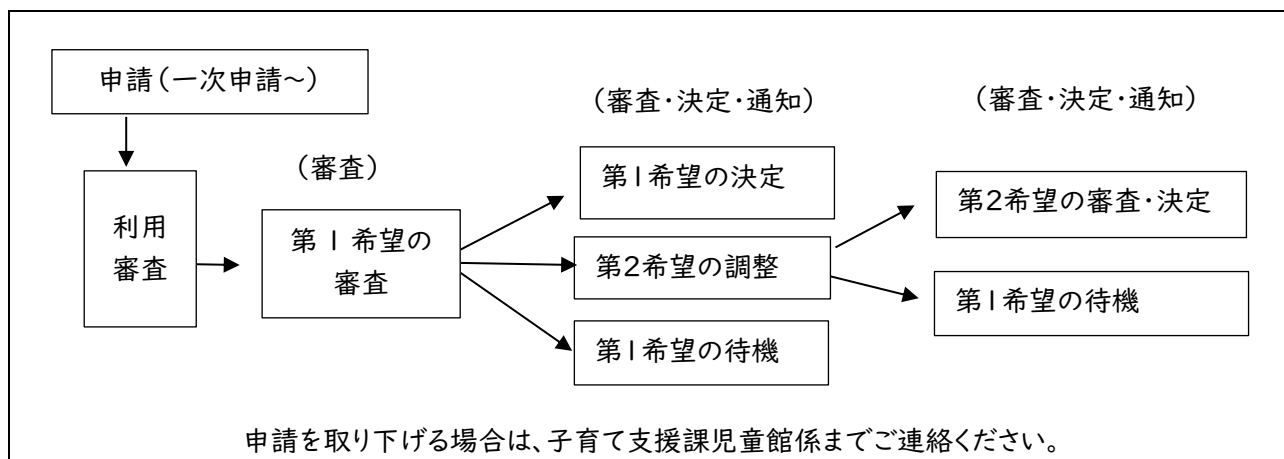 申請(一次申請~)
利用
審査
(審査)
第1希望の
審査
(審査・決定・通知)
第1希望の決定
第2希望の調整
第1希望の待機
(審査・決定・通知)
第2希望の審査・決定
第1希望の待機
申請を取り下げる場合は、子育て支援課児童館係までご連絡ください。